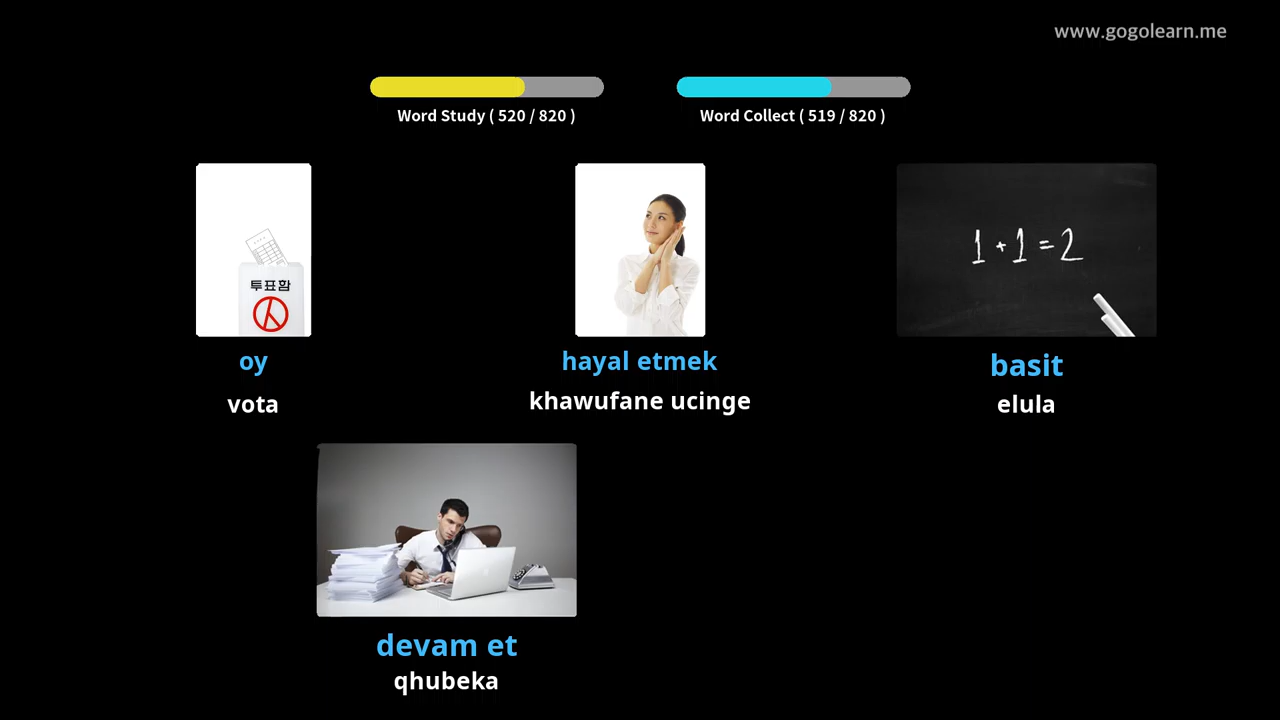 www.gogolearn.me
Word Study ( 520 / 820 )
Word Collect ( 519 / 820 )
투표함
1 + 1 = 2
oy
hayal etmek
basit
vota
khawufane ucinge
elula
devam et
qhubeka